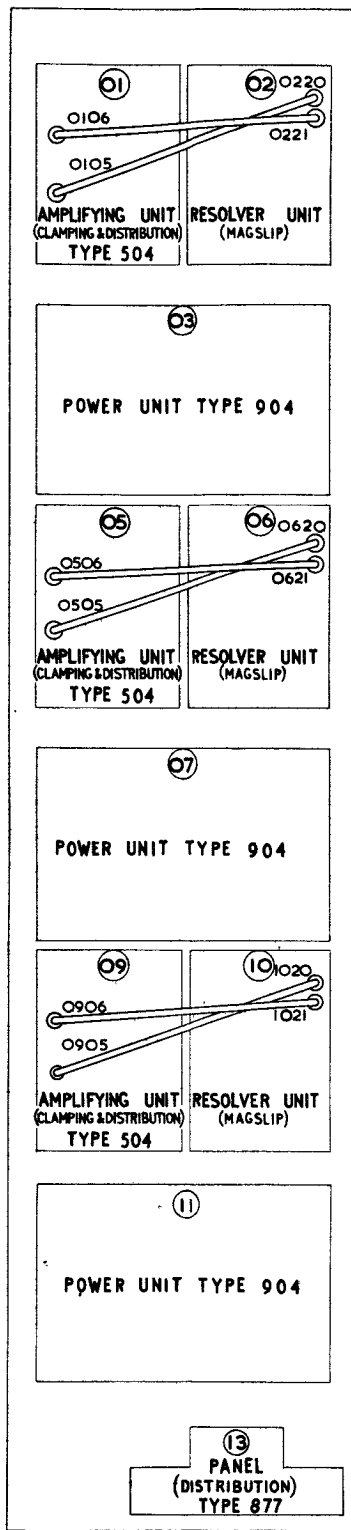 01
02
0220
0106
0221
0105
AMPLIFYING UNIT
(CLAMPING & DISTRIBUTION)
TYPE 504
RESOLVER UNIT
(MAGSLIP)
03
POWER UNIT TYPE 904
05
06
0620
0506
0621
0505
AMPLIFYING UNIT
(CLAMPING & DISTRIBUTION)
TYPE 504
RESOLVER UNIT
(MAGSLIP)
07
POWER UNIT TYPE 904
09
10
1020
0906
1021
0905
AMPLIFYING UNIT
(CLAMPING & DISTRIBUTION)
TYPE 504
RESOLVER UNIT
(MAGSLIP)
11
POWER UNIT TYPE 904
13
PANEL
(DISTRIBUTION)
TYPE 877